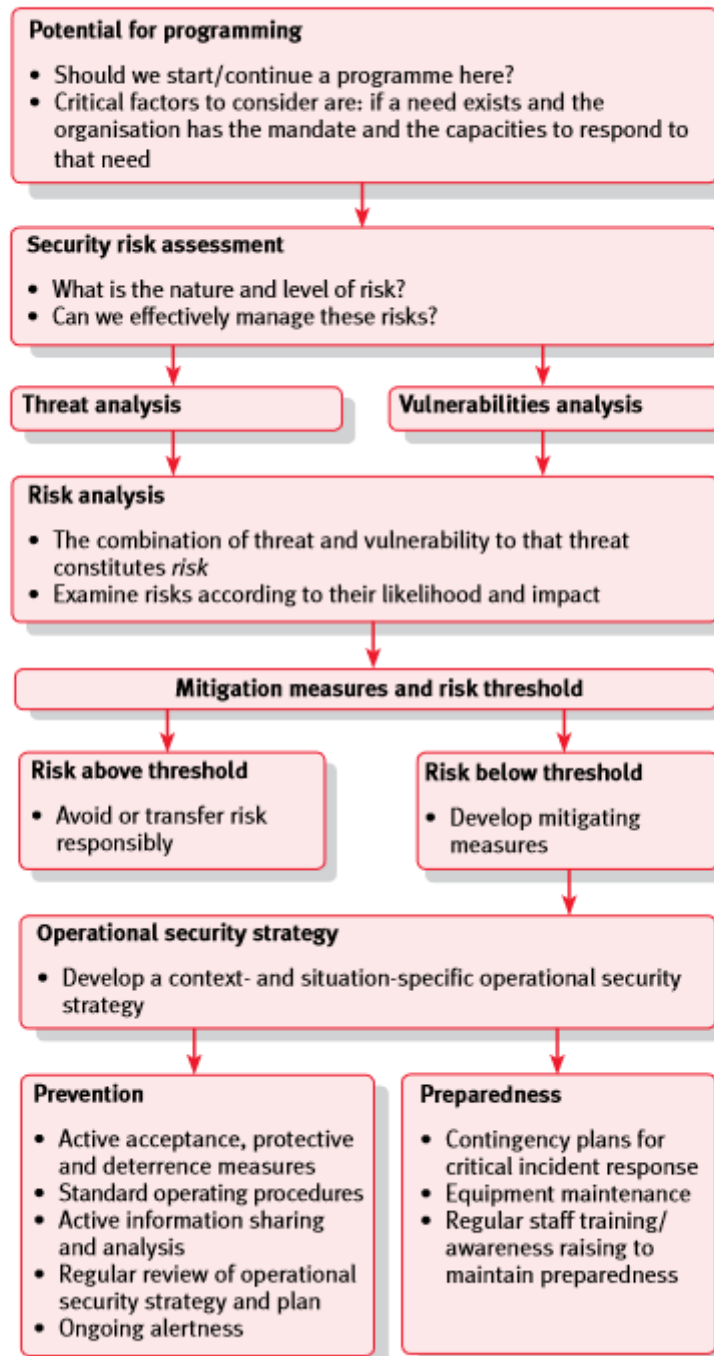 Potential for programming
• Should we start/continue a programme here?
• Critical factors to consider are: if a need exists and the
organisation has the mandate and the capacities to respond to
that need
Security risk assessment
• What is the nature and level of risk?
• Can we effectively manage these risks?
Threat analysis
Vulnerabilities analysis
Risk analysis
• The combination of threat and vulnerability to that threat
constitutes risk
• Examine risks according to their likelihood and impact
Mitigation measures and risk threshold
Risk above threshold
• Avoid or transfer risk
responsibly
Risk below threshold
• Develop mitigating
measures
Operational security strategy
• Develop a context- and situation-specific operational security
strategy
Prevention
• Active acceptance, protective
and deterrence measures
• Standard operating procedures
• Active information sharing
and analysis
• Regular review of operational
security strategy and plan
• Ongoing alertness
Preparedness
• Contingency plans for
critical incident response
• Equipment maintenance
• Regular staff training/
awareness raising to
maintain preparedness